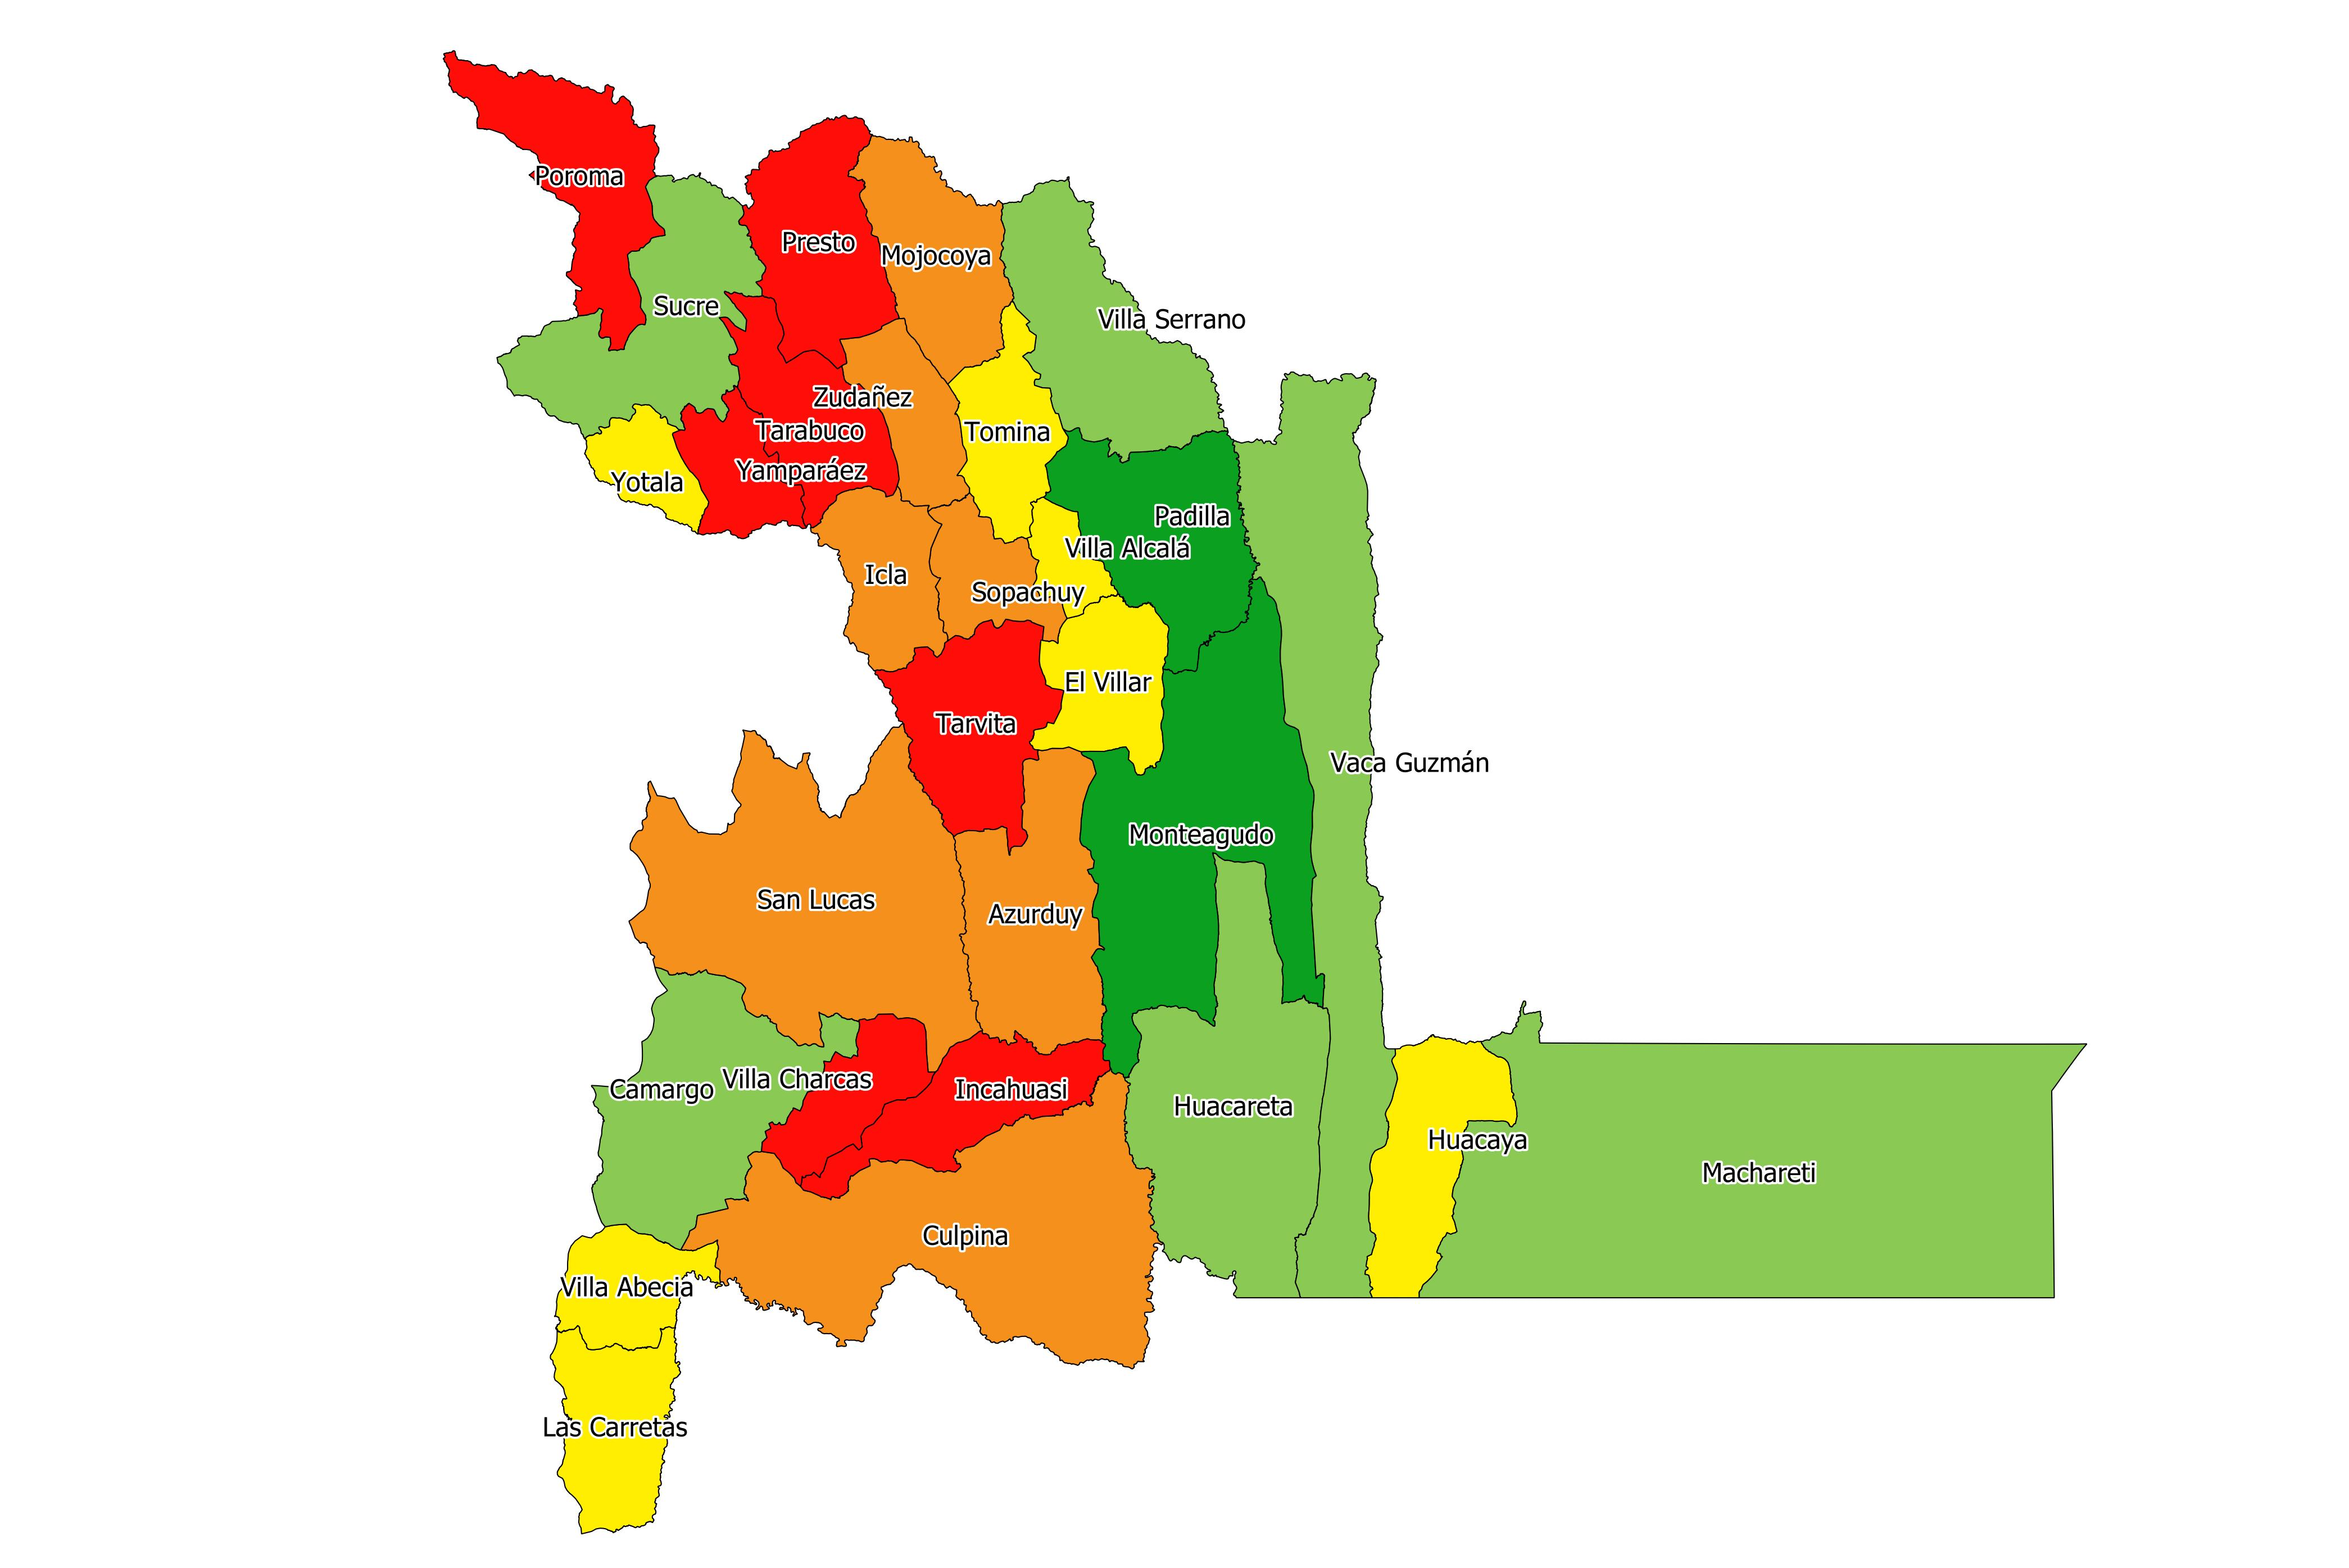 Poroma
Presto
Mojocoya
Sucre
Villa Serrano
Zudañez
Tarabuco
Tomina
Yamparáez
Yotala
Padilla
Villa Alcalá
Icla
Sopachuy
El Villar
Tarvita
Vaca Guzmán
Monteagudo
San Lucas
Azurduy
Villa Charcas
Camargo
Incahuasi
Huacareta
Huacaya
Machareti
Culpina
Villa Abecia
Las Carretas